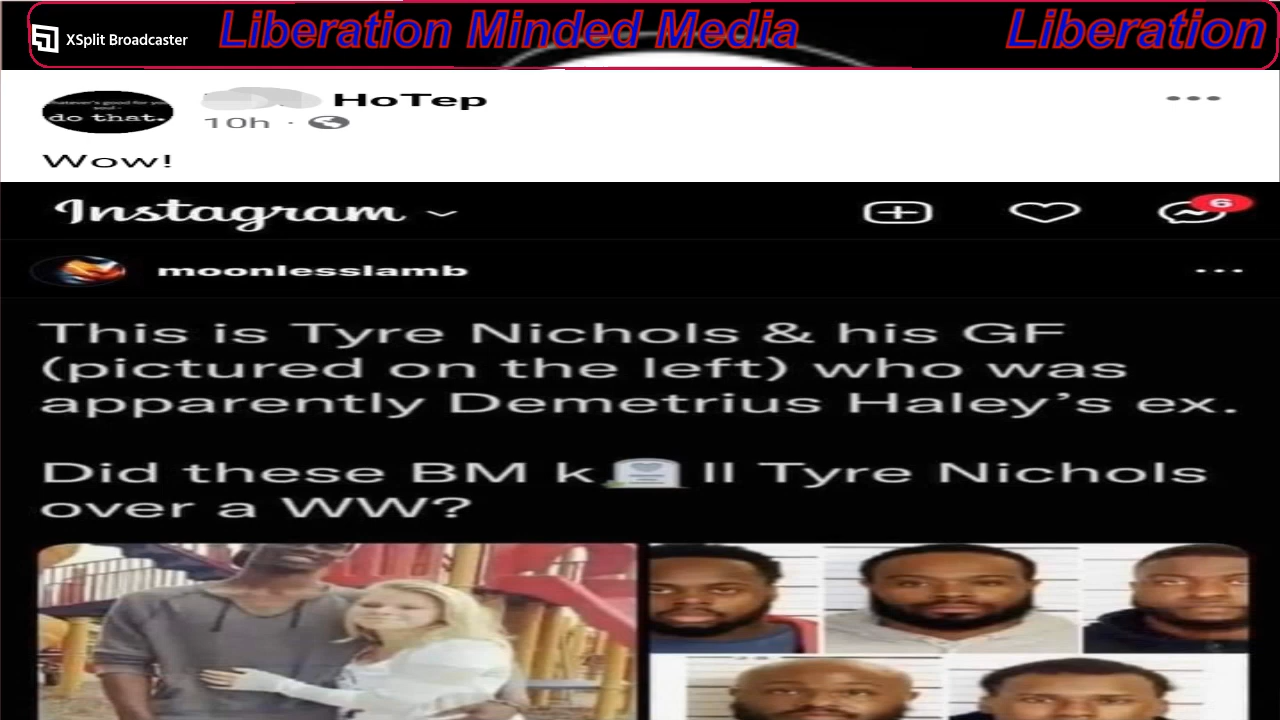 XSplit Broadcaster
Liberation Minded Media
Liberation
do that.
HoTep
10h ·
Wow!
Instagram
6
moonlesslamb
This is Tyre Nichols & his GF
(pictured on the left) who was
apparently Demetrius Haley’s ex.
Did these BM k🪦ll Tyre Nichols
over a WW?